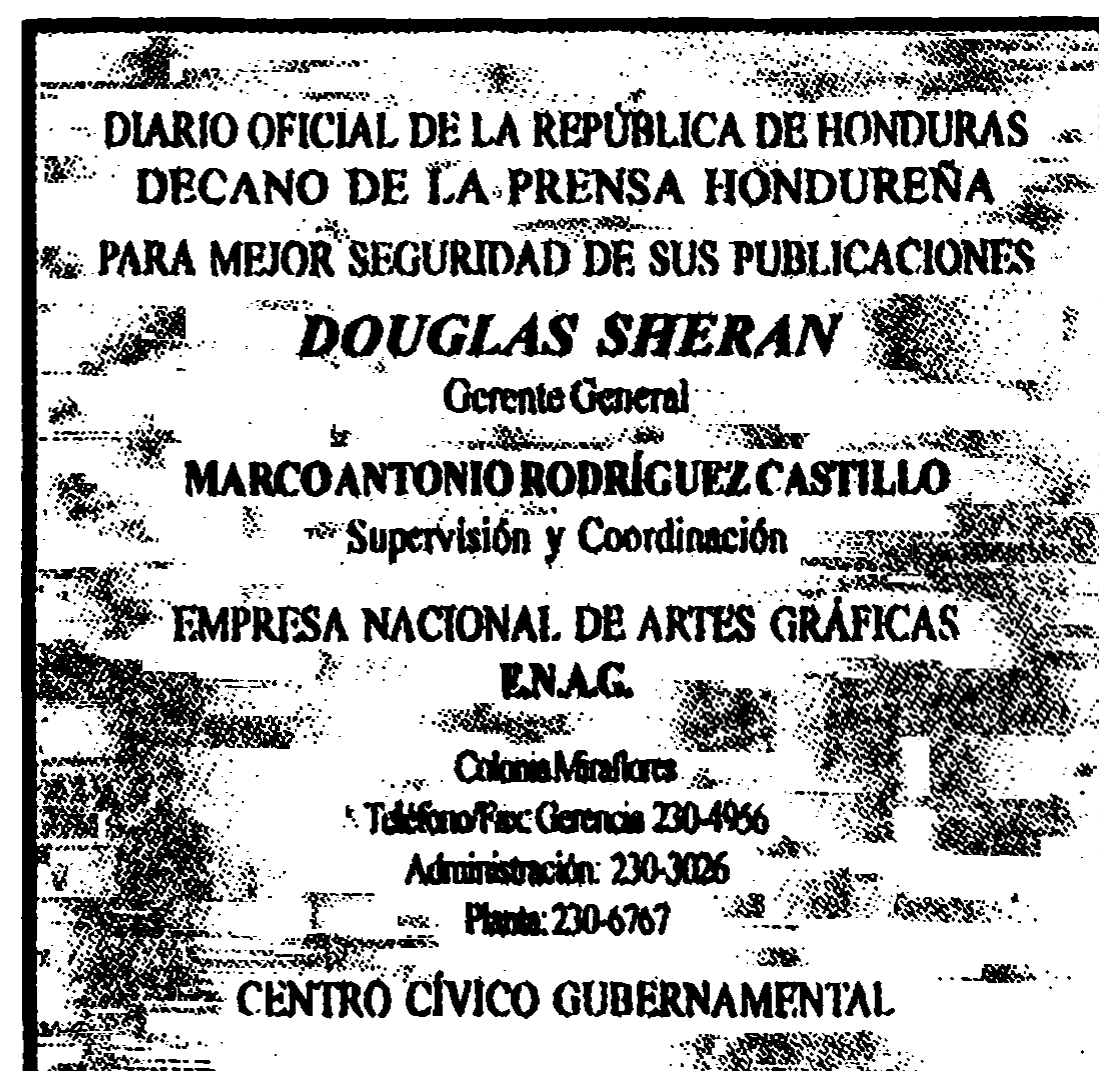 DIARIO OFICIAL DE LA REPÚBLICA DE HONDURAS
DECANO DE LA PRENSA HONDUREÑA
PARA MEJOR SEGURIDAD DE SUS PUBLICACIONES
DOUGLAS SHERAN
Gerente General
MARCO ANTONIO RODRÍGUEZ CASTILLO
Supervisión y Coordinación
EMPRESA NACIONAL DE ARTES GRÁFICAS
E.N.A.G.
Colonia Miraflores
Teléfono/Fax: Gerencia 230-4966
Administración: 230-3026
Planta: 230-6767
CENTRO CÍVICO GUBERNAMENTAL